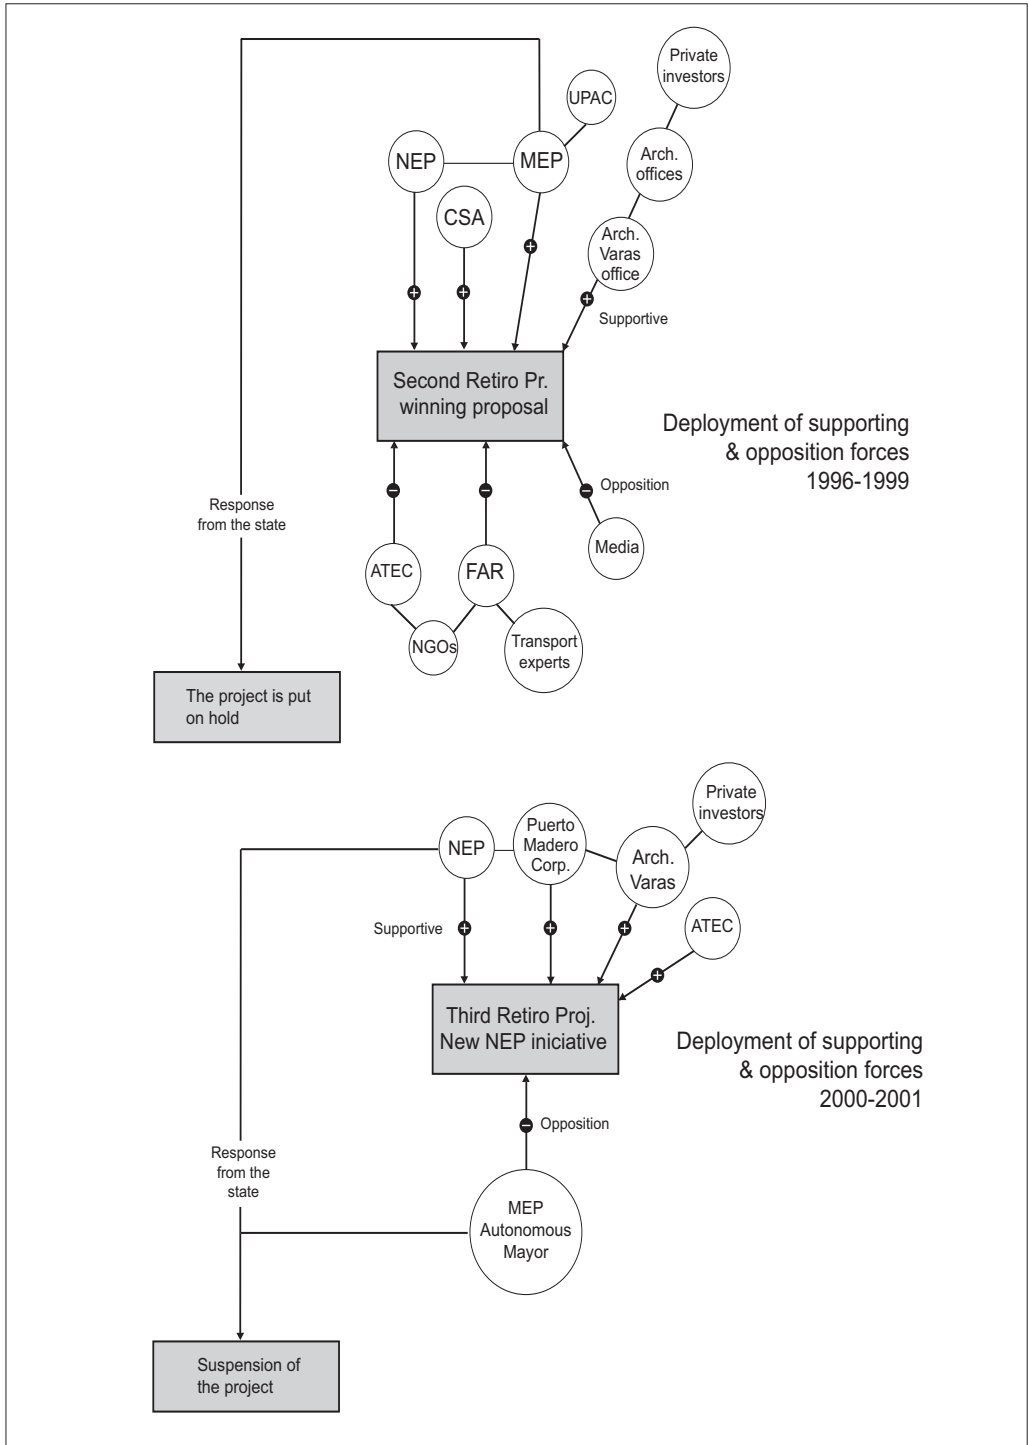 Private
investors
UPAC
NEP
MEP
Arch.
offices
CSA
Arch.
Varas
office
+
+
+
+
Supportive
Second Retiro Pr.
winning proposal
Deployment of supporting
& opposition forces
1996-1999
Opposition
−
−
−
Response
from the state
Media
ATEC
FAR
NGOs
Transport
experts
The project is put
on hold
Private
investors
Puerto
Madero
Corp.
NEP
Arch.
Varas
ATEC
Supportive
+
+
+
+
Third Retiro Proj.
New NEP iniciative
Deployment of supporting
& opposition forces
2000-2001
−
Opposition
Response
from the
state
MEP
Autonomous
Mayor
Suspension of
the project